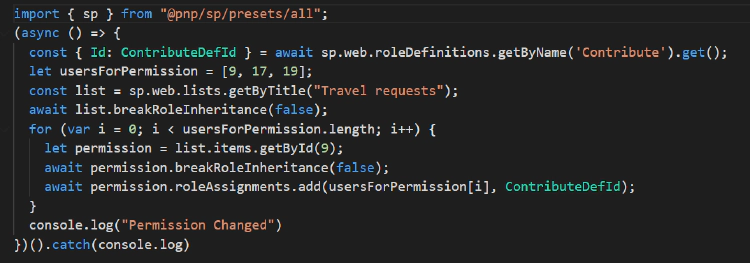 import { sp } from "@pnp/sp/presets/all";
(async () => {
  const { Id: ContributeDefId } = await sp.web.roleDefinitions.getByName('Contribute').get();
  let usersForPermission = [9, 17, 19];
  const list = sp.web.lists.getByTitle("Travel requests");
  await list.breakRoleInheritance(false);
  for (var i = 0; i < usersForPermission.length; i++) {
    let permission = list.items.getById(9);
    await permission.breakRoleInheritance(false);
    await permission.roleAssignments.add(usersForPermission[i], ContributeDefId);
  }
  console.log("Permission Changed")
})().catch(console.log)